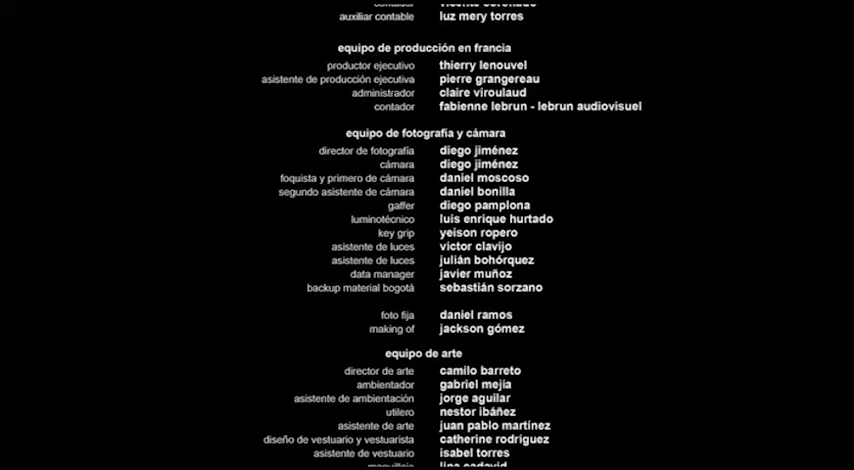 auxiliar contable luz mery torres
equipo de producción en francia
productor ejecutivo thierry lenouvel
asistente de producción ejecutiva pierre grangereau
administrador claire viroulaud
contador fabienne lebrun - lebrun audiovisuel
equipo de fotografía y cámara
director de fotografía diego jiménez
cámara diego jiménez
foquista y primero de cámara daniel moscoso
segundo asistente de cámara daniel bonilla
gaffer diego pamplona
luminotécnico luis enrique hurtado
key grip yeison ropero
asistente de luces víctor clavijo
asistente de luces julián bohórquez
data manager javier muñoz
backup material bogotá sebastián sorzano
foto fija daniel ramos
making of jackson gómez
equipo de arte
director de arte camilo barreto
ambientador gabriel mejía
asistente de ambientación jorge aguilar
utilero nestor ibáñez
asistente de arte juan pablo martínez
diseño de vestuario y vestuarista catherine rodríguez
asistente de vestuario isabel torres